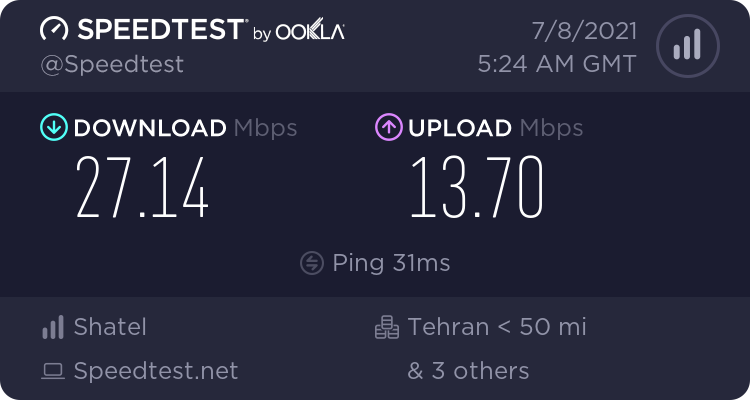 SPEEDTEST® by OOKLA®
@Speedtest
7/8/2021
5:24 AM GMT
DOWNLOAD Mbps
27.14
UPLOAD Mbps
13.70
Ping 31ms
Shatel
Tehran < 50 mi
Speedtest.net
& 3 others